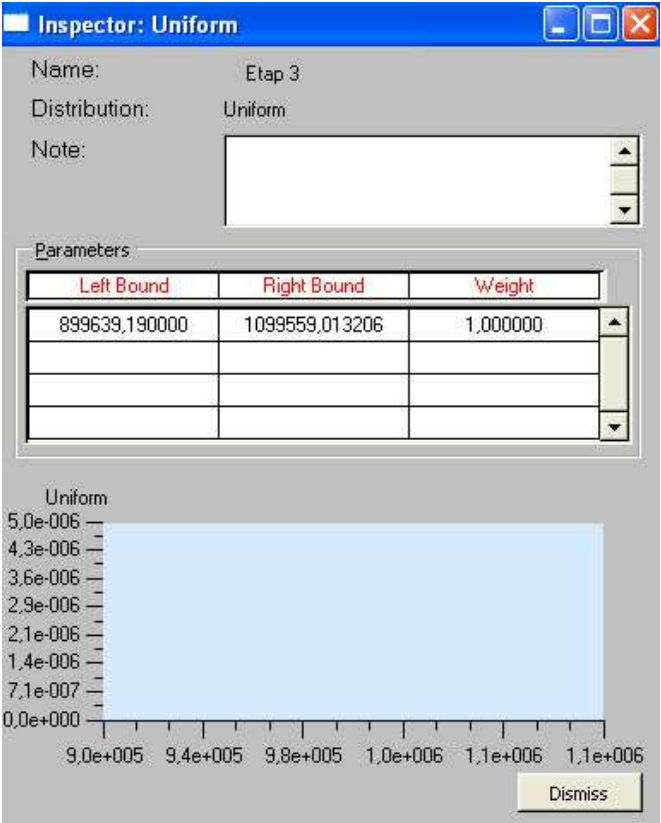 Inspector: Uniform
Name: Etap 3
Distribution: Uniform
Note:
Parameters
Left Bound Right Bound Weight
899639,190000 1099559,013206 1,000000
Uniform
5,0e-006
4,3e-006
3,6e-006
2,9e-006
2,1e-006
1,4e-006
7,1e-007
0,0e+000
9,0e+005 9,4e+005 9,8e+005 1,0e+006 1,1e+006 1,1e+006
Dismiss